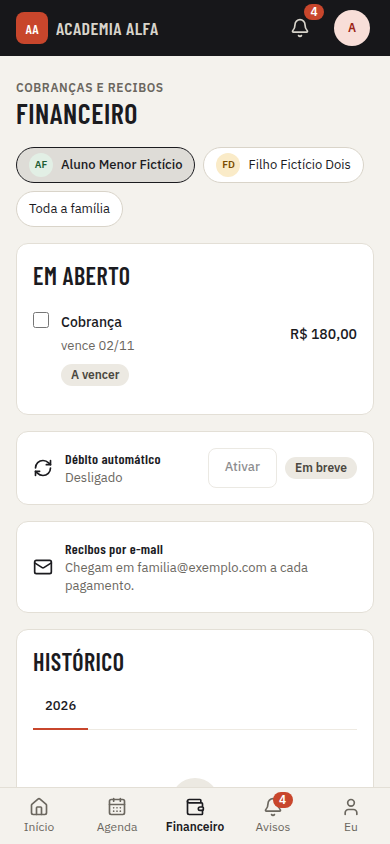 AA ACADEMIA ALFA 4 A
COBRANÇAS E RECIBOS
FINANCEIRO
AF Aluno Menor Fictício FD Filho Fictício Dois
Toda a família
EM ABERTO
Cobrança
R$ 180,00
vence 02/11
A vencer
Débito automático
Desligado
Ativar Em breve
Recibos por e-mail
Chegam em familia@exemplo.com a cada
pagamento.
HISTÓRICO
2026
4
Início Agenda Financeiro Avisos Eu